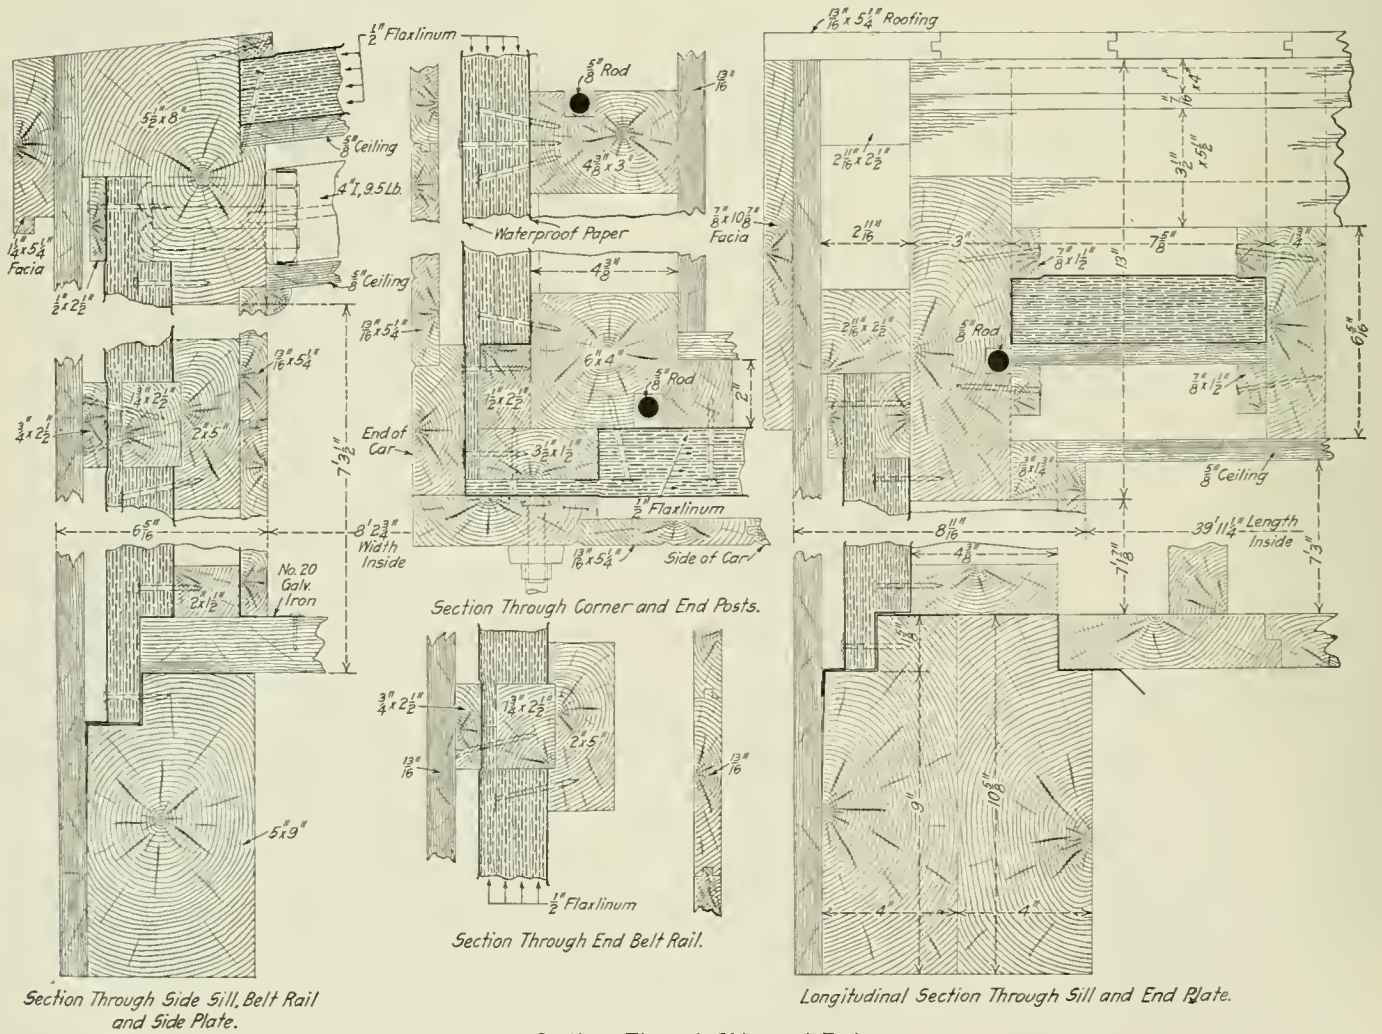 13/16" x 5 1/4" Roofing
1/2" Flaxlinum
5/8" Rod
13/16"
5 1/2" x 8"
5/8" Ceiling
4" I, 9.5 Lb.
4 3/8" x 3"
1"
7/16" x 4"
2 11/16" x 2 1/2"
3 1/2" x 5 1/2"
1 1/4" x 5 1/4"
Facia
1/2" x 2 1/2"
Waterproof Paper
7/8" x 10 7/8"
Facia
2 11/16"
3"
7 5/8"
1 3/4"
7/8" x 1 1/2"
13"
5/8" Ceiling
4 3/8"
13/16" x 5 1/4"
6" x 4"
2 11/16" x 2 1/2"
5/8" Rod
6 5/16"
13/16" x 5 1/4"
5/8" Rod
1 3/4" x 2 1/2"
3/4" x 2 1/2"
2" x 5"
7' 3 1/2"
1 1/2" x 2 1/2"
2"
7/8" x 1 1/2"
End of
Car
3 1/2" x 1 1/2"
5/8" Ceiling
1/2" Flaxlinum
6 5/16"
8' 2 3/4"
Width
Inside
8 11/16"
39' 11 1/4" Length
Inside
13/16" x 5 1/4"
Side of Car
4 3/8"
7' 1 7/8"
7' 3"
No. 20
Galv.
Iron
2" x 1 1/2"
Section Through Corner and End Posts.
1 5/8"
3/4" x 2 1/2"
1 3/4" x 2 1/2"
2" x 5"
13/16"
13/16"
5" x 9"
9"
10 5/8"
1/2" Flaxlinum
4"
4"
Section Through End Belt Rail.
Section Through Side Sill, Belt Rail
and Side Plate.
Longitudinal Section Through Sill and End Plate.